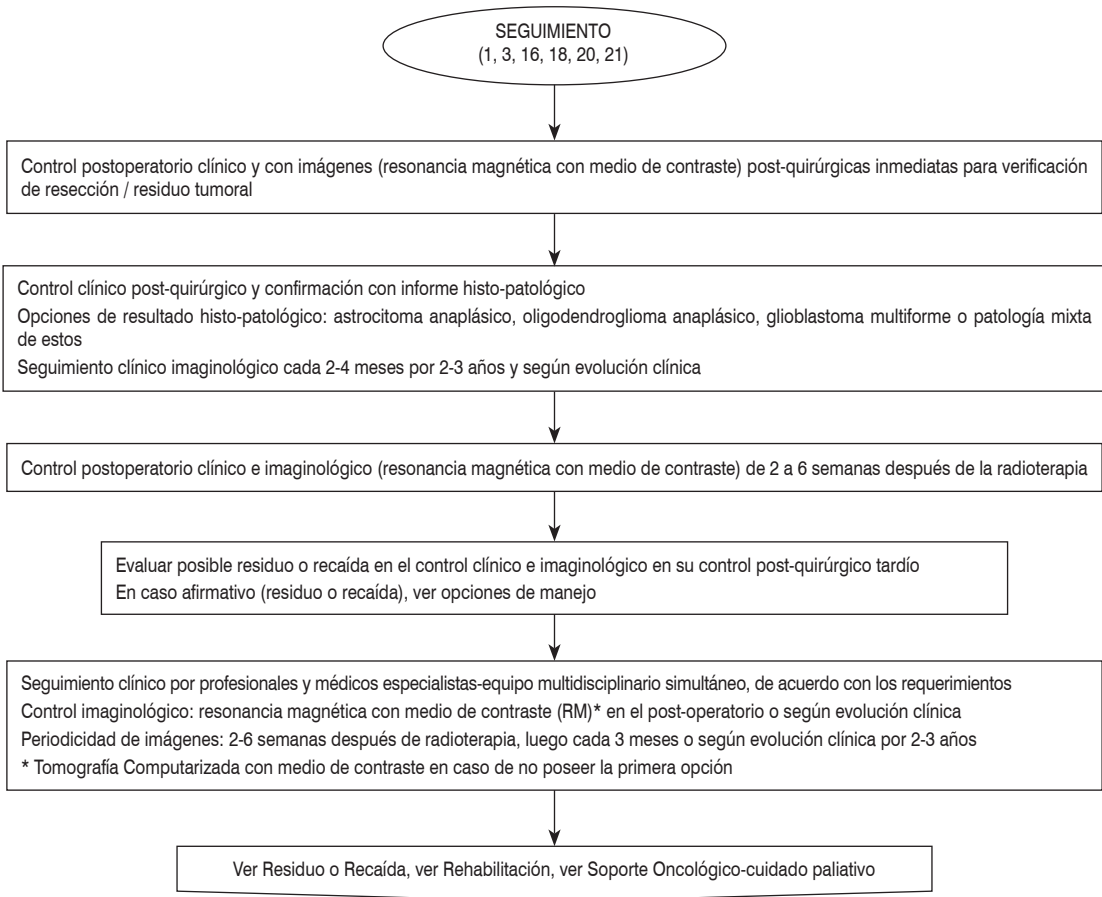 SEGUIMIENTO
(1, 3, 16, 18, 20, 21)
Control postoperatorio clínico y con imágenes (resonancia magnética con medio de contraste) post-quirúrgicas inmediatas para verificación
de resección / residuo tumoral
Control clínico post-quirúrgico y confirmación con informe histo-patológico
Opciones de resultado histo-patológico: astrocitoma anaplásico, oligodendroglioma anaplásico, glioblastoma multiforme o patología mixta
de estos
Seguimiento clínico imaginológico cada 2-4 meses por 2-3 años y según evolución clínica
Control postoperatorio clínico e imaginológico (resonancia magnética con medio de contraste) de 2 a 6 semanas después de la radioterapia
Evaluar posible residuo o recaída en el control clínico e imaginológico en su control post-quirúrgico tardío
En caso afirmativo (residuo o recaída), ver opciones de manejo
Seguimiento clínico por profesionales y médicos especialistas-equipo multidisciplinario simultáneo, de acuerdo con los requerimientos
Control imaginológico: resonancia magnética con medio de contraste (RM)* en el post-operatorio o según evolución clínica
Periodicidad de imágenes: 2-6 semanas después de radioterapia, luego cada 3 meses o según evolución clínica por 2-3 años
* Tomografía Computarizada con medio de contraste en caso de no poseer la primera opción
Ver Residuo o Recaída, ver Rehabilitación, ver Soporte Oncológico-cuidado paliativo